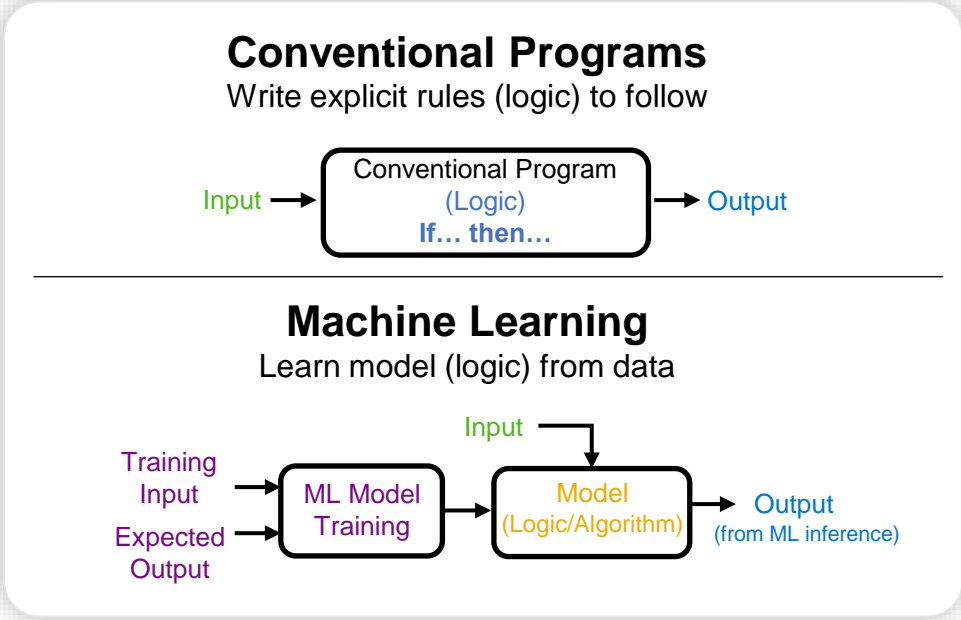 Conventional Programs
Write explicit rules (logic) to follow
Conventional Program
Input
(Logic)
Output
If... then...
Machine Learning
Learn model (logic) from data
Input
Training
Input
Expected
Output
ML Model
Training
Model
(Logic/Algorithm)
Output
(from ML inference)